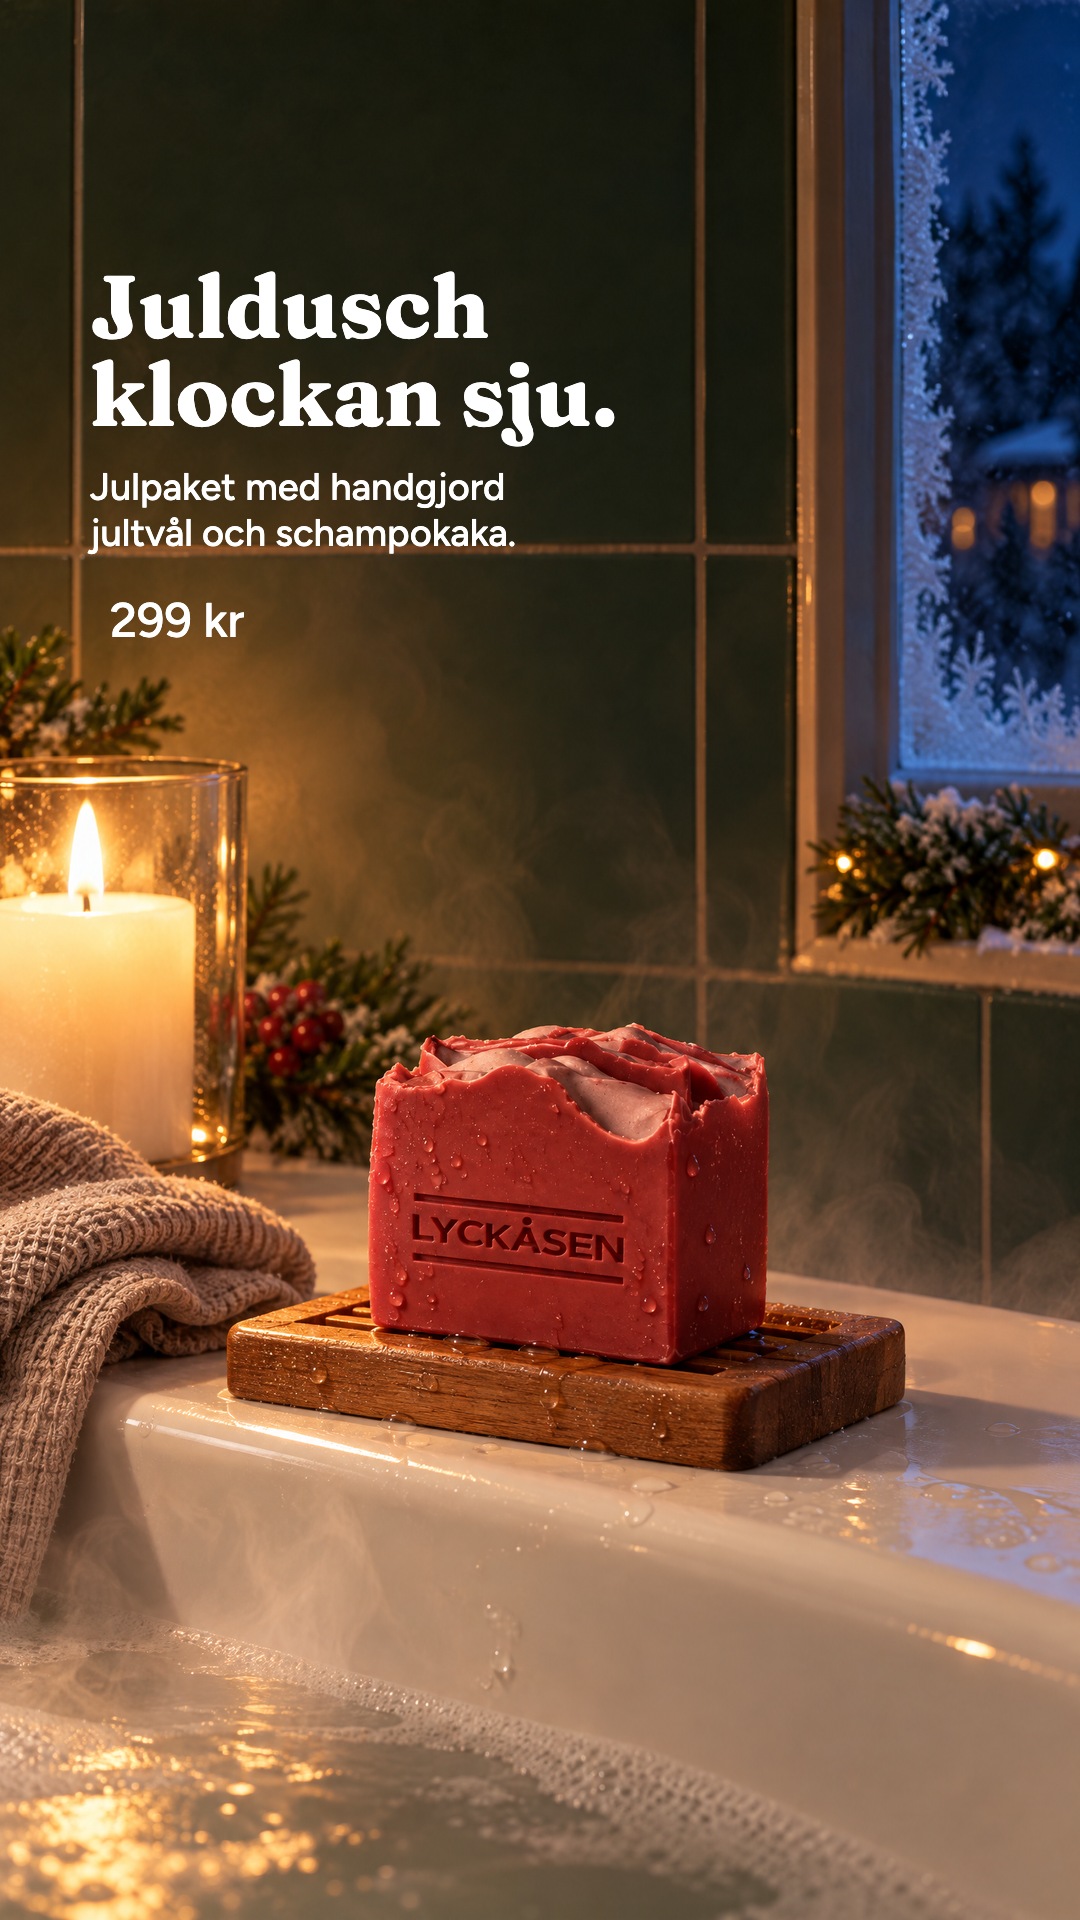 Juldusch
klockan sju.
Julpaket med handgjord
jultvål och schampokaka.
299 kr
LYCKÅSEN